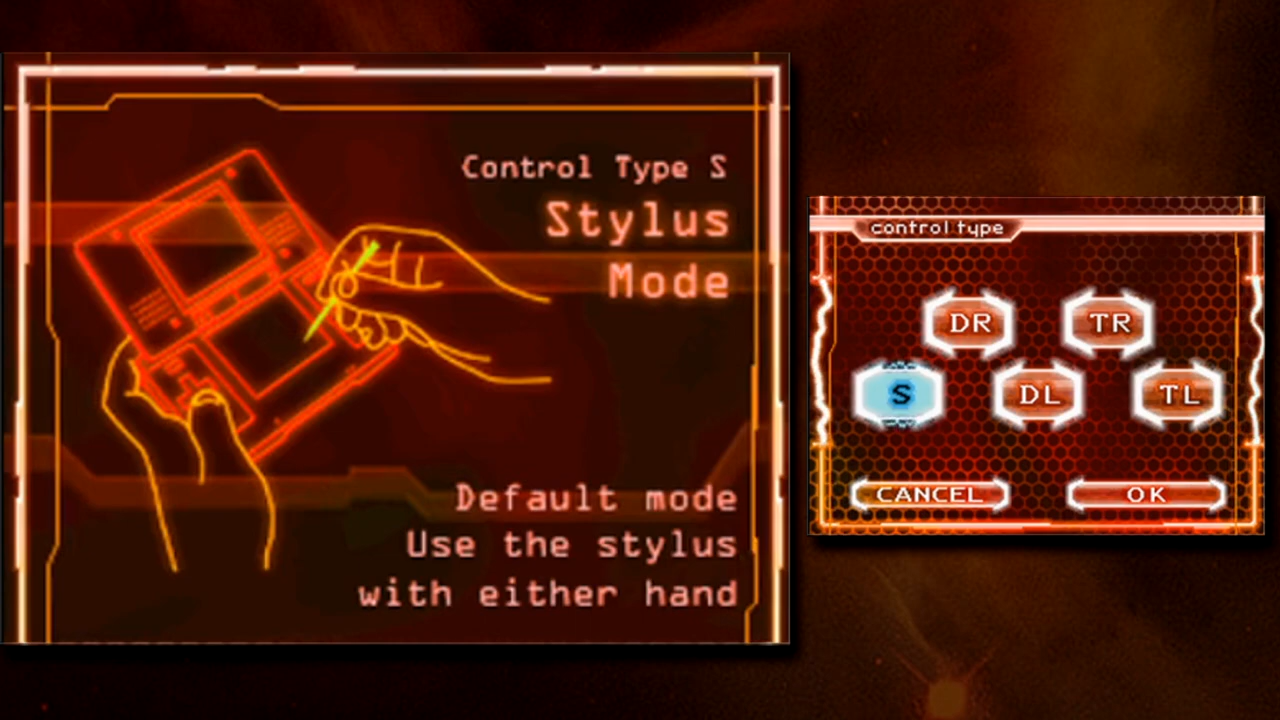 Control Type S
Stylus
Mode
Default mode
Use the stylus
with either hand
control type
DR
TR
S
DL
TL
CANCEL
OK